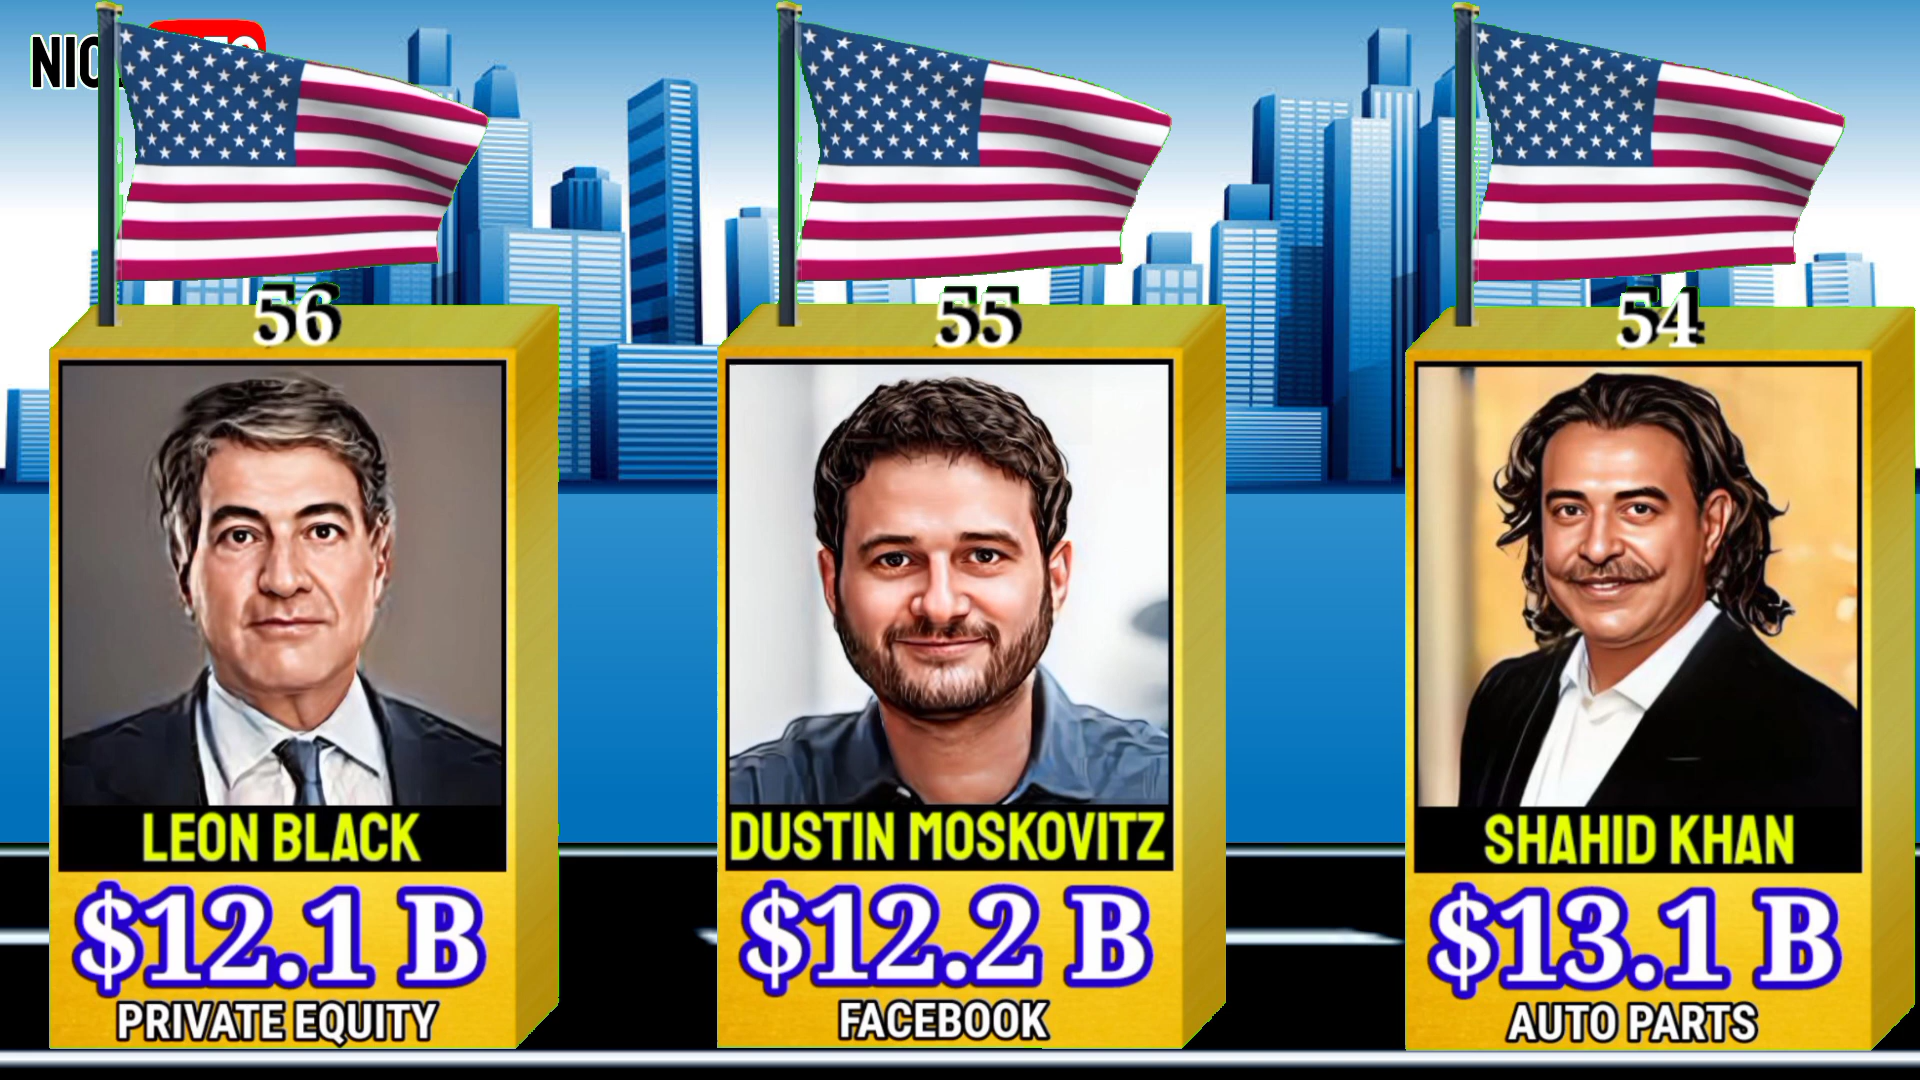 56
LEON BLACK
$12.1 B
PRIVATE EQUITY
55
DUSTIN MOSKOVITZ
$12.2 B
FACEBOOK
54
SHAHID KHAN
$13.1 B
AUTO PARTS